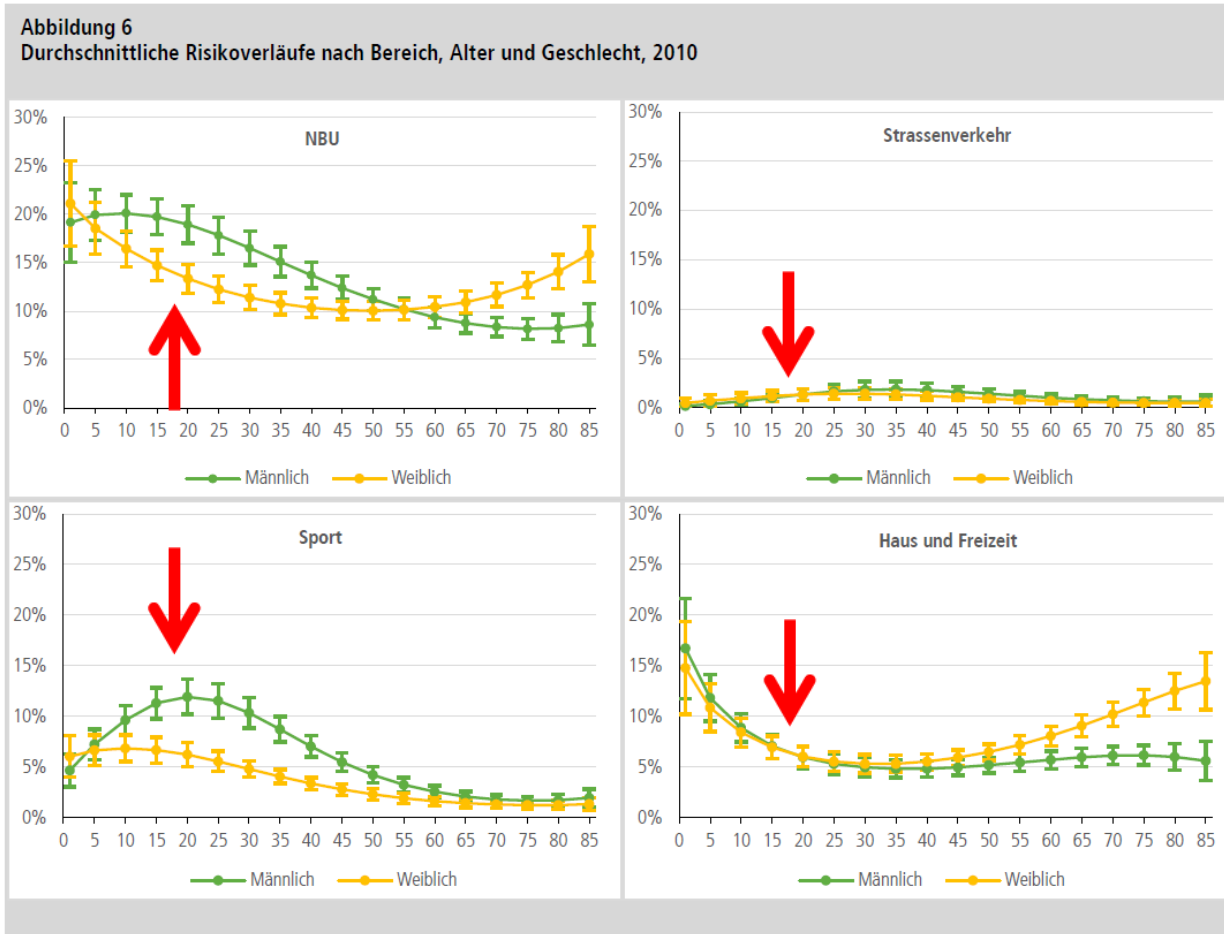 Abbildung 6
Durchschnittliche Risikoverläufe nach Bereich, Alter und Geschlecht, 2010
NBU
30%
25%
20%
15%
10%
5%
0%
0 5 10 15 20 25 30 35 40 45 50 55 60 65 70 75 80 85
Männlich Weiblich
Strassenverkehr
30%
25%
20%
15%
10%
5%
0%
0 5 10 15 20 25 30 35 40 45 50 55 60 65 70 75 80 85
Männlich Weiblich
Sport
30%
25%
20%
15%
10%
5%
0%
0 5 10 15 20 25 30 35 40 45 50 55 60 65 70 75 80 85
Männlich Weiblich
Haus und Freizeit
30%
25%
20%
15%
10%
5%
0%
0 5 10 15 20 25 30 35 40 45 50 55 60 65 70 75 80 85
Männlich Weiblich